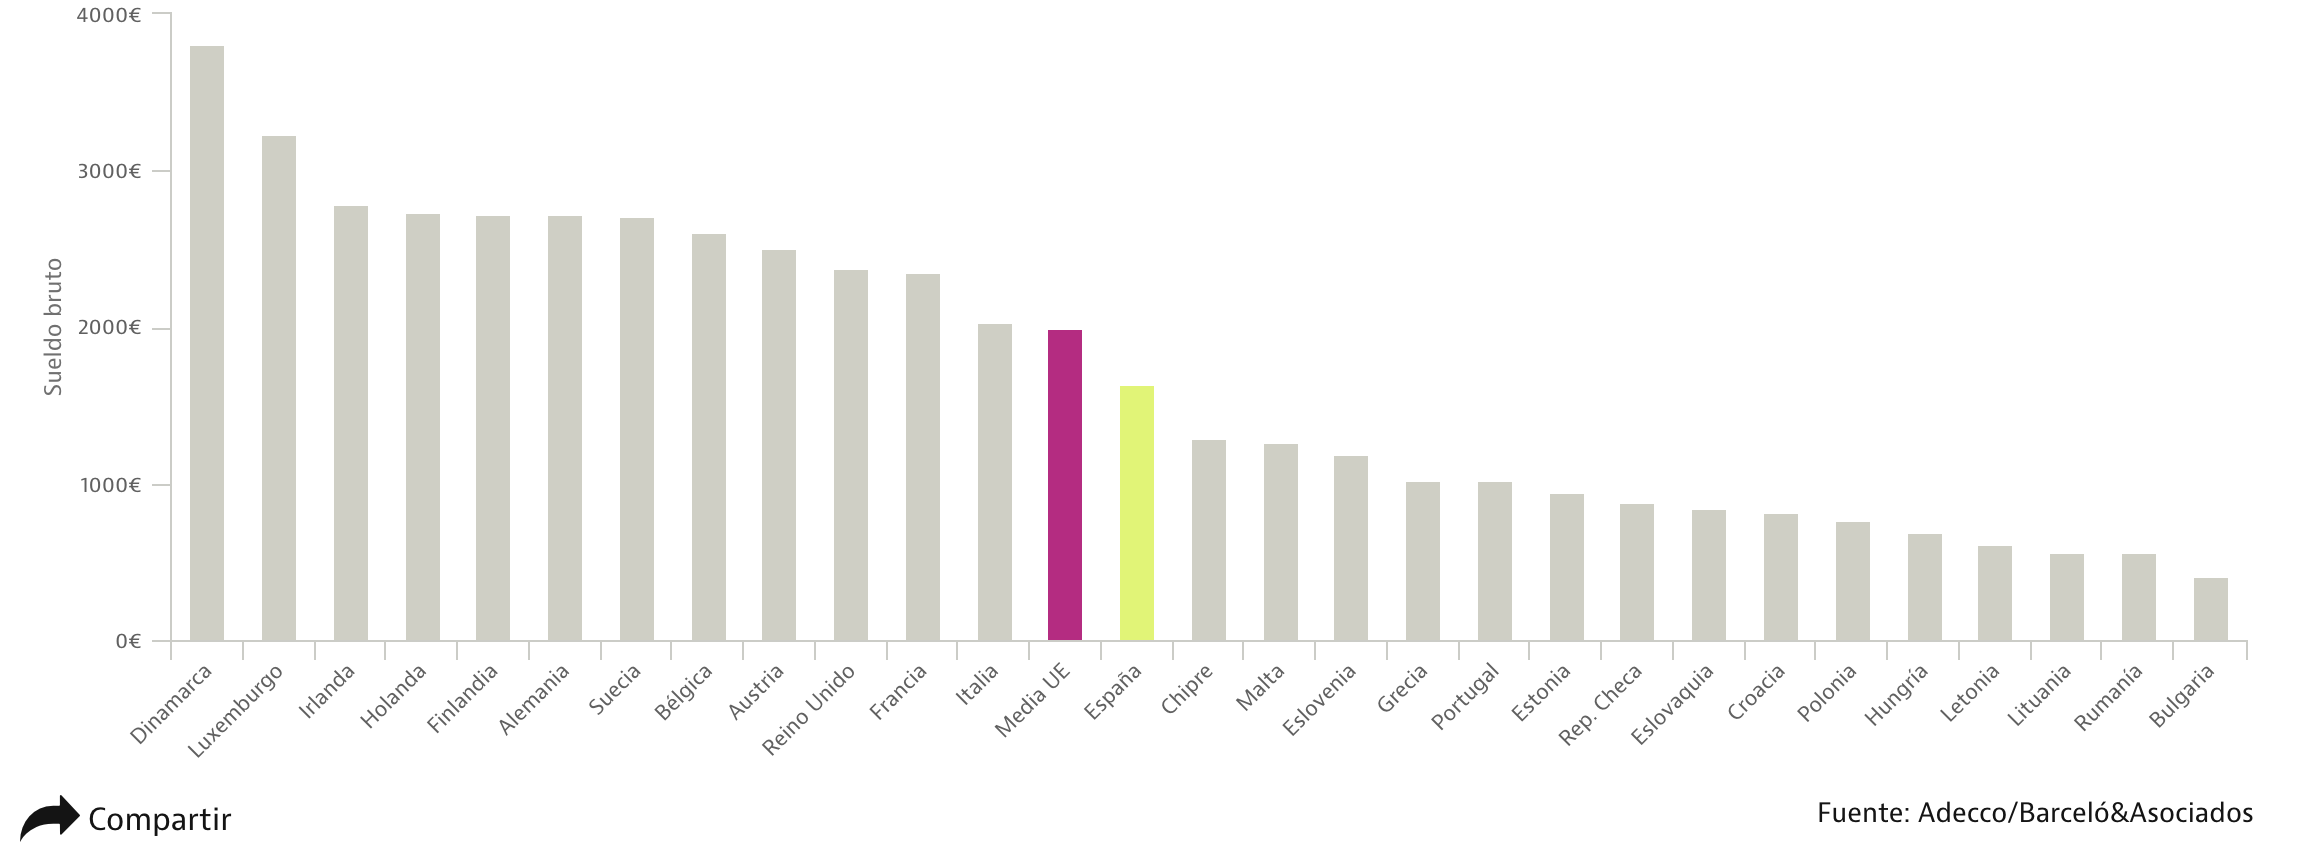 4000€
3000€
2000€
1000€
0€
Sueldo bruto
Dinamarca
Luxemburgo
Irlanda
Holanda
Finlandia
Alemania
Suecia
Bélgica
Austria
Reino Unido
Francia
Italia
Media UE
España
Chipre
Malta
Eslovenia
Grecia
Portugal
Estonia
Rep. Checa
Eslovaquia
Croacia
Polonia
Hungría
Letonia
Lituania
Rumanía
Bulgaria
Compartir
Fuente: Adecco/Barceló&Asociados